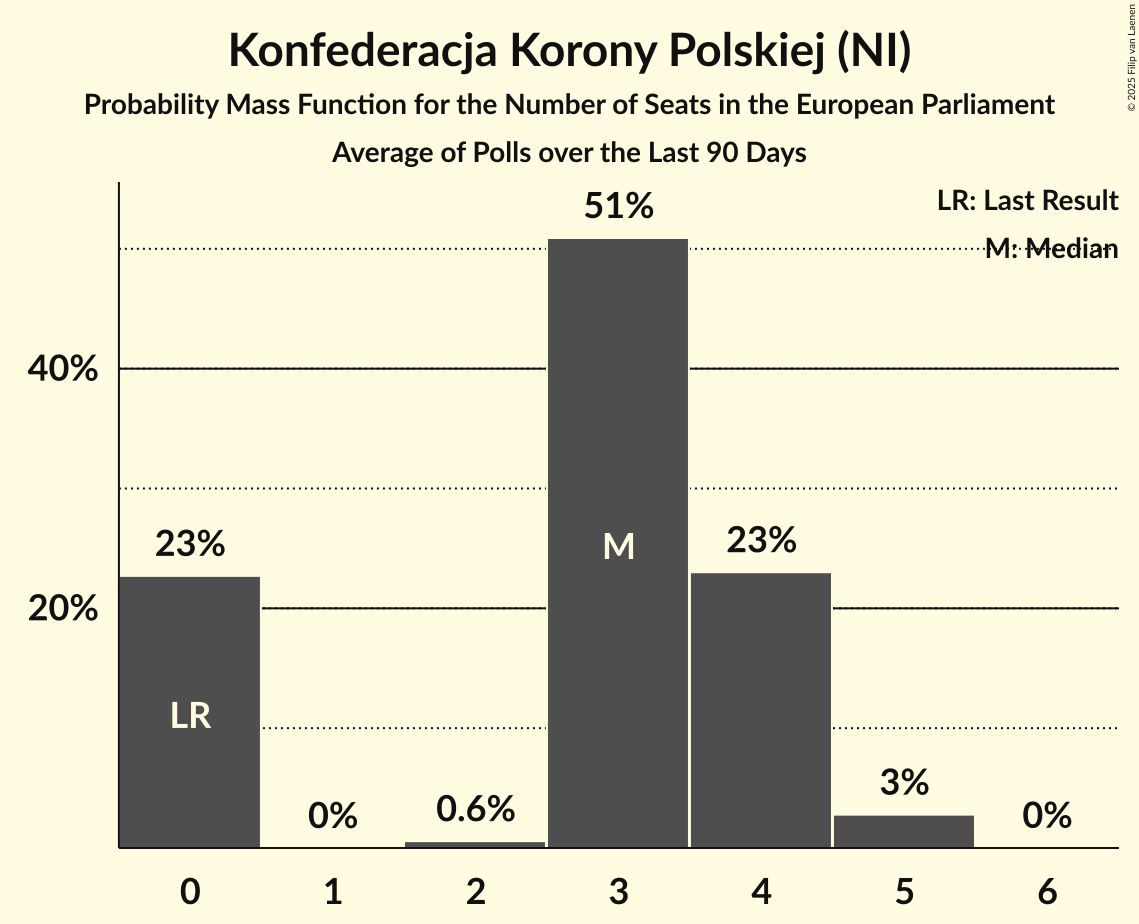 Konfederacja Korony Polskiej (NI)
Probability Mass Function for the Number of Seats in the European Parliament
Average of Polls over the Last 90 Days
© 2025 Filip van Laenen
LR: Last Result
M: Median
51%
40%
23%
23%
M
20%
LR
0%
0.6%
3%
0%
0 1 2 3 4 5 6